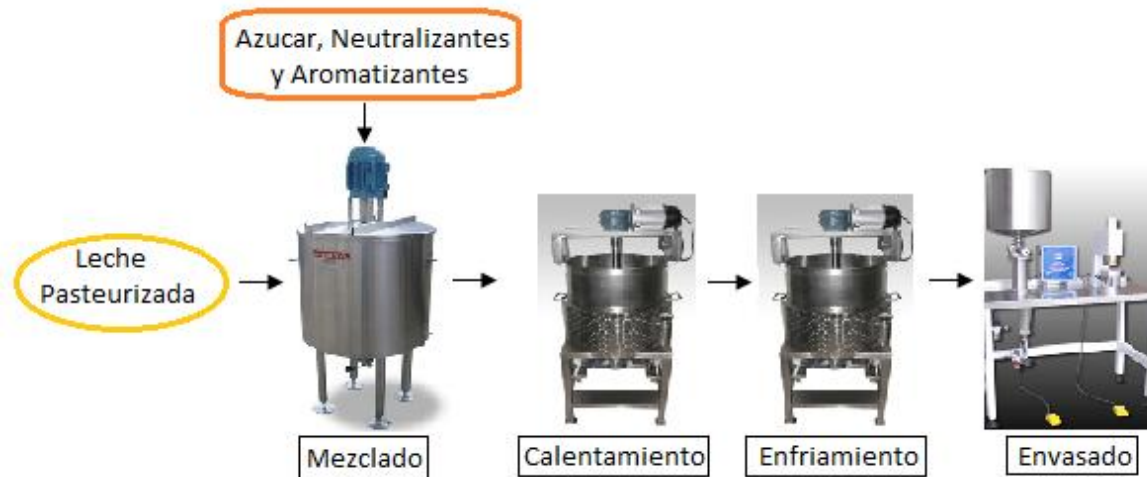 Azucar, Neutralizantes
y Aromatizantes
Leche
Pasteurizada
Mezclado
Calentamiento
Enfriamiento
Envasado